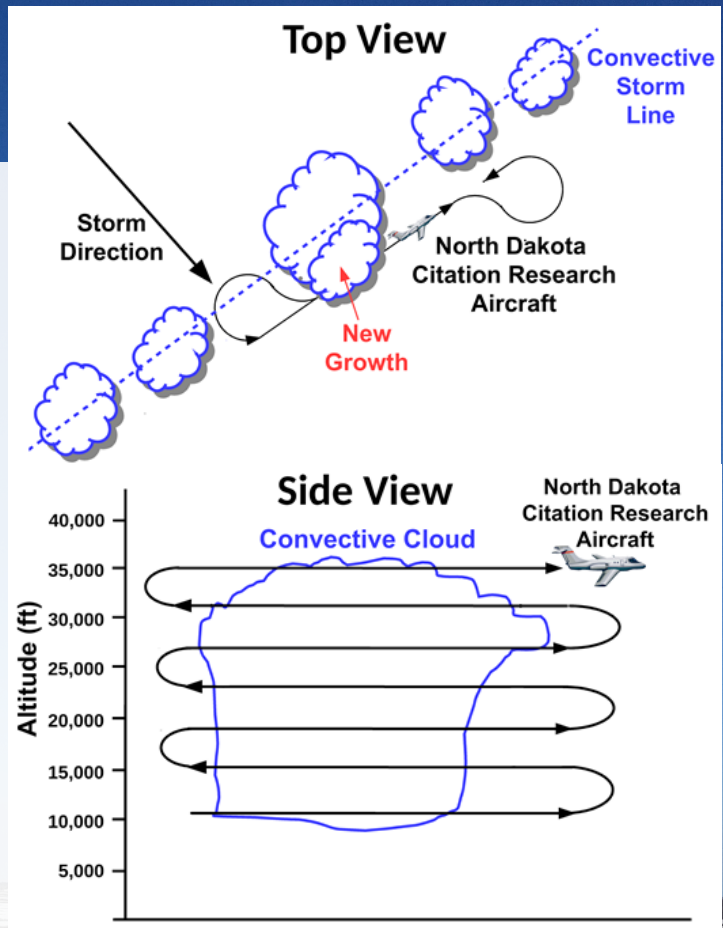 Top View
Convective
Storm
Line
Storm
Direction
North Dakota
Citation Research
Aircraft
New
Growth
Side View
North Dakota
Citation Research
Aircraft
Convective Cloud
Altitude (ft)
40,000
35,000
30,000
25,000
20,000
15,000
10,000
5,000